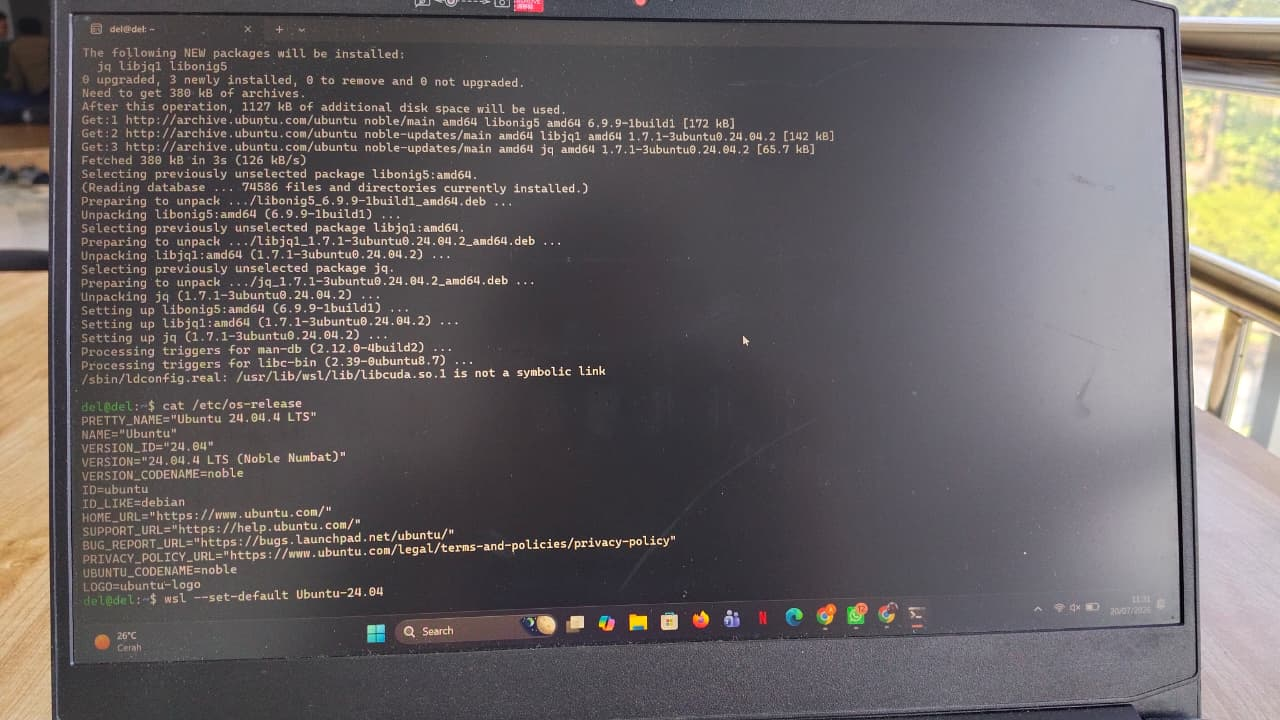 del@del: ~
The following NEW packages will be installed:
jq libjq1 libonig5
0 upgraded, 3 newly installed, 0 to remove and 0 not upgraded.
Need to get 380 kB of archives.
After this operation, 1127 kB of additional disk space will be used.
Get:1 http://archive.ubuntu.com/ubuntu noble/main amd64 libonig5 amd64 6.9.9-1build1 [172 kB]
Get:2 http://archive.ubuntu.com/ubuntu noble-updates/main amd64 libjq1 amd64 1.7.1-3ubuntu0.24.04.2 [142 kB]
Get:3 http://archive.ubuntu.com/ubuntu noble-updates/main amd64 jq amd64 1.7.1-3ubuntu0.24.04.2 [65.7 kB]
Fetched 380 kB in 3s (126 kB/s)
Selecting previously unselected package libonig5:amd64.
(Reading database ... 74586 files and directories currently installed.)
Preparing to unpack .../libonig5_6.9.9-1build1_amd64.deb ...
Unpacking libonig5:amd64 (6.9.9-1build1) ...
Selecting previously unselected package libjq1:amd64.
Preparing to unpack .../libjq1_1.7.1-3ubuntu0.24.04.2_amd64.deb ...
Unpacking libjq1:amd64 (1.7.1-3ubuntu0.24.04.2) ...
Selecting previously unselected package jq.
Preparing to unpack .../jq_1.7.1-3ubuntu0.24.04.2_amd64.deb ...
Unpacking jq (1.7.1-3ubuntu0.24.04.2) ...
Setting up libonig5:amd64 (6.9.9-1build1) ...
Setting up libjq1:amd64 (1.7.1-3ubuntu0.24.04.2) ...
Setting up jq (1.7.1-3ubuntu0.24.04.2) ...
Processing triggers for man-db (2.12.0-4build2) ...
Processing triggers for libc-bin (2.39-0ubuntu8.7) ...
/sbin/ldconfig.real: /usr/lib/wsl/lib/libcuda.so.1 is not a symbolic link
del@del:~$ cat /etc/os-release
PRETTY_NAME="Ubuntu 24.04.4 LTS"
NAME="Ubuntu"
VERSION_ID="24.04"
VERSION="24.04.4 LTS (Noble Numbat)"
VERSION_CODENAME=noble
ID=ubuntu
ID_LIKE=debian
HOME_URL="https://www.ubuntu.com/"
SUPPORT_URL="https://help.ubuntu.com/"
BUG_REPORT_URL="https://bugs.launchpad.net/ubuntu/"
PRIVACY_POLICY_URL="https://www.ubuntu.com/legal/terms-and-policies/privacy-policy"
UBUNTU_CODENAME=noble
LOGO=ubuntu-logo
del@del:~$ wsl --set-default Ubuntu-24.04
26°C
Cerah
Search
11:31
20/07/2026